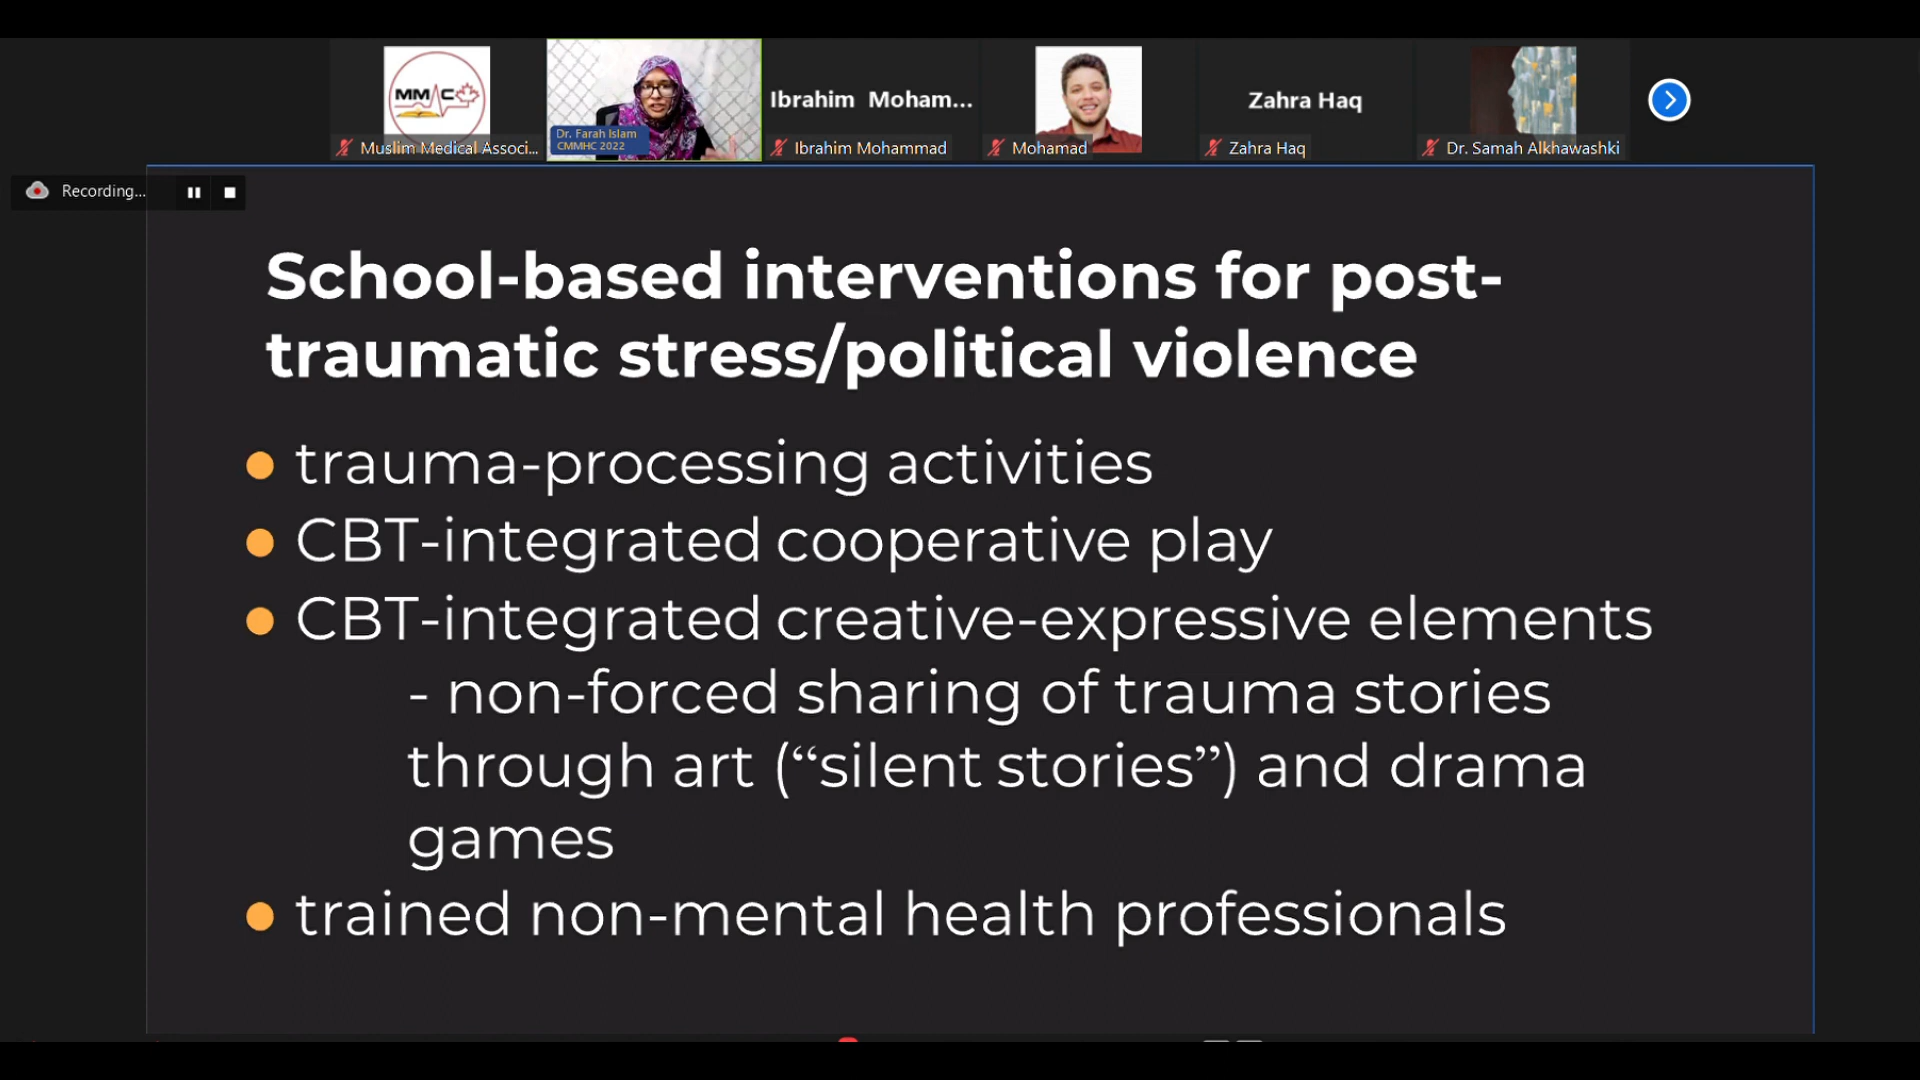 MMAC
Dr. Farah Islam
CMMHC 2022
Ibrahim Moham...
Zahra Haq
Muslim Medical Associ...
Ibrahim Mohammad
Mohamad
Zahra Haq
Dr. Samah Alkhawashki
Recording...
School-based interventions for post-
traumatic stress/political violence
trauma-processing activities
CBT-integrated cooperative play
CBT-integrated creative-expressive elements
- non-forced sharing of trauma stories
through art (“silent stories”) and drama
games
trained non-mental health professionals